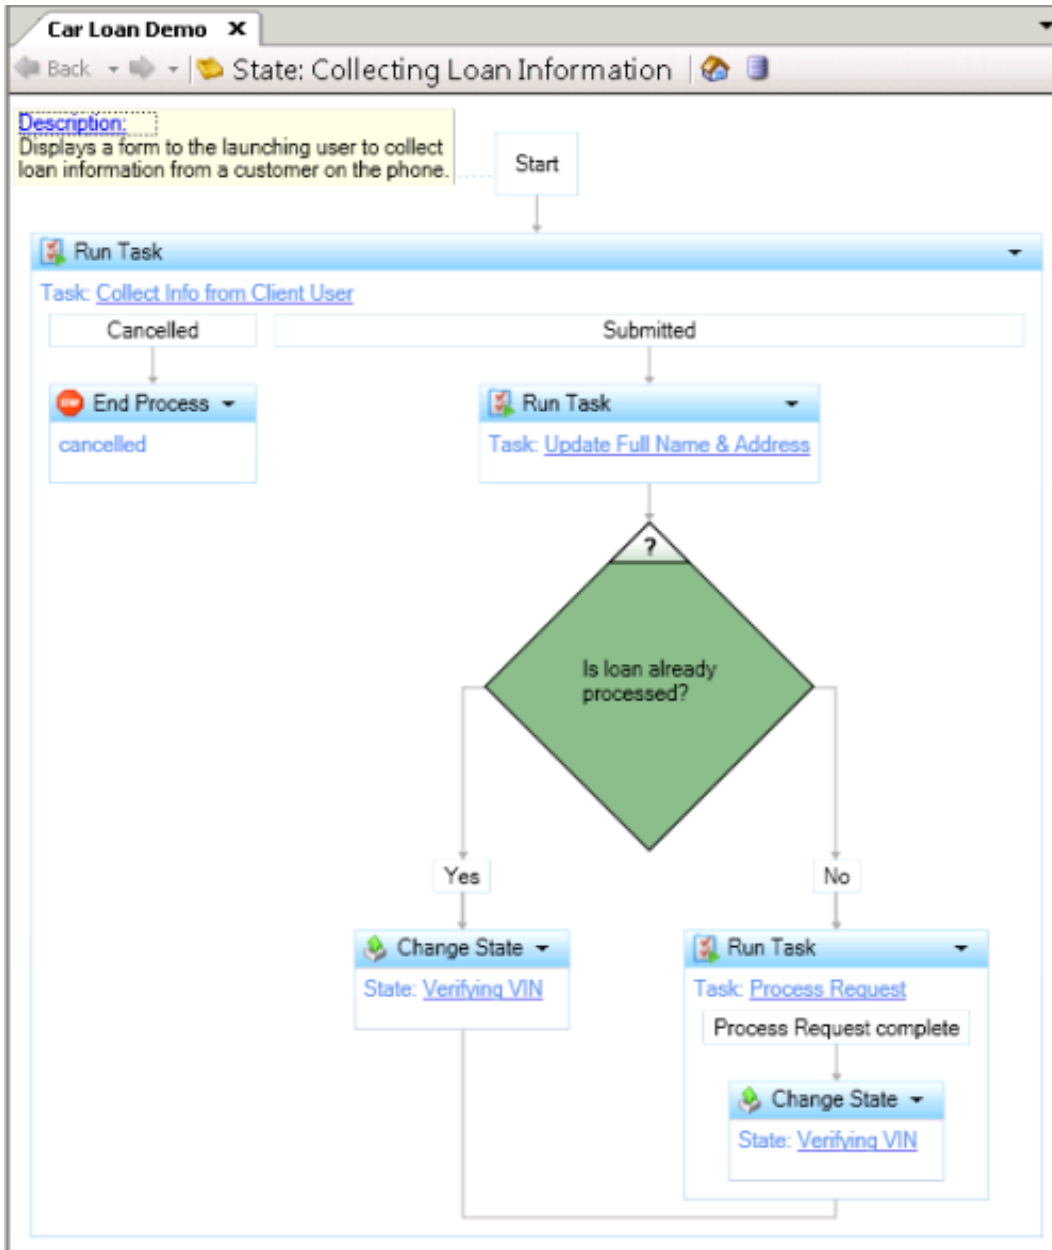 Car Loan Demo X
Back State: Collecting Loan Information
Description:
Displays a form to the launching user to collect
loan information from a customer on the phone.
Start
Run Task
Task: Collect Info from Client User
Cancelled
Submitted
STOP End Process
cancelled
Run Task
Task: Update Full Name & Address
?
Is loan already
processed?
Yes
No
Change State
State: Verifying VIN
Run Task
Task: Process Request
Process Request complete
Change State
State: Verifying VIN